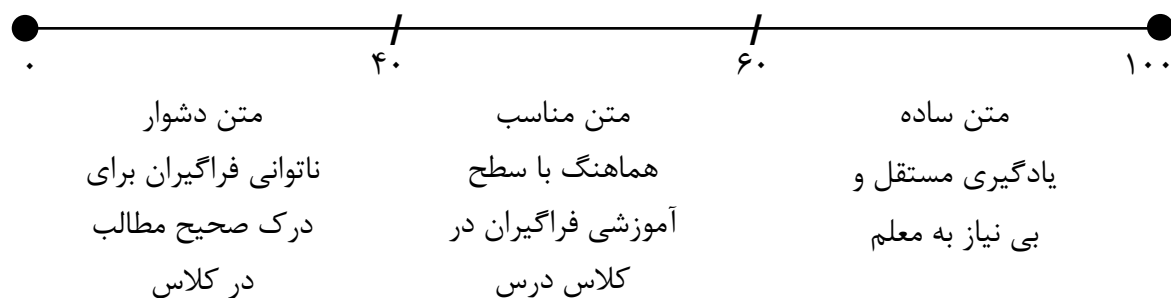 ۰
۴۰
۶۰
۱۰۰
متن ساده
یادگیری مستقل و
بی نیاز به معلم
متن مناسب
هماهنگ با سطح
آموزشی فراگیران در
کلاس درس
متن دشوار
ناتوانی فراگیران برای
درک صحیح مطالب
در کلاس